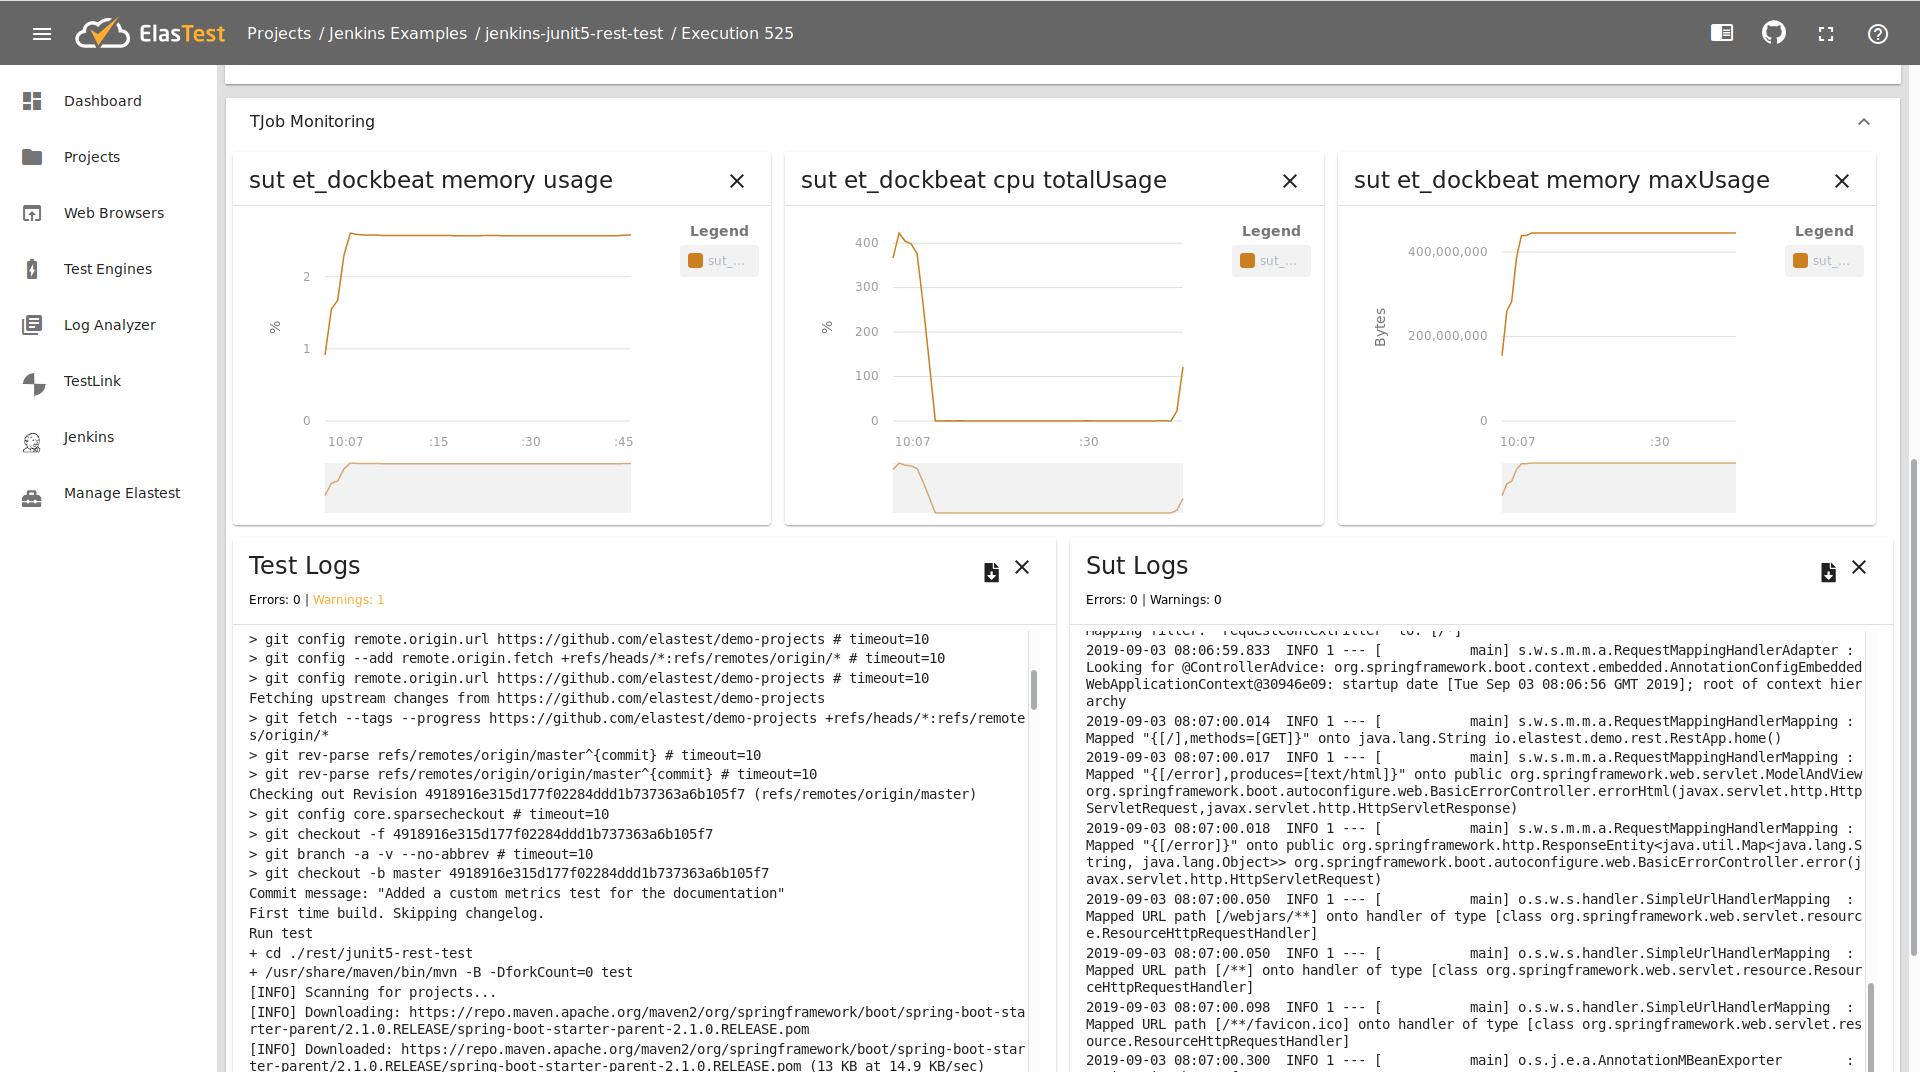 ElasTest
Projects / Jenkins Examples / jenkins-junit5-rest-test / Execution 525
Dashboard
Projects
Web Browsers
Test Engines
Log Analyzer
TestLink
Jenkins
Manage Elastest
TJob Monitoring
sut et_dockbeat memory usage
Legend
sut_...
%
2
1
0
10:07 :15 :30 :45
sut et_dockbeat cpu totalUsage
Legend
sut_...
%
400
300
200
100
0
10:07 :30
sut et_dockbeat memory maxUsage
Legend
sut_...
Bytes
400,000,000
200,000,000
0
10:07 :30
Test Logs
Errors: 0 | Warnings: 1
> git config remote.origin.url https://github.com/elastest/demo-projects # timeout=10
> git config --add remote.origin.fetch +refs/heads/*:refs/remotes/origin/* # timeout=10
> git config remote.origin.url https://github.com/elastest/demo-projects # timeout=10
Fetching upstream changes from https://github.com/elastest/demo-projects
> git fetch --tags --progress https://github.com/elastest/demo-projects +refs/heads/*:refs/remote
s/origin/*
> git rev-parse refs/remotes/origin/master^{commit} # timeout=10
> git rev-parse refs/remotes/origin/origin/master^{commit} # timeout=10
Checking out Revision 4918916e315d177f02284ddd1b737363a6b105f7 (refs/remotes/origin/master)
> git config core.sparsecheckout # timeout=10
> git checkout -f 4918916e315d177f02284ddd1b737363a6b105f7
> git branch -a -v --no-abbrev # timeout=10
> git checkout -b master 4918916e315d177f02284ddd1b737363a6b105f7
Commit message: "Added a custom metrics test for the documentation"
First time build. Skipping changelog.
Run test
+ cd ./rest/junit5-rest-test
+ /usr/share/maven/bin/mvn -B -DforkCount=0 test
[INFO] Scanning for projects...
[INFO] Downloading: https://repo.maven.apache.org/maven2/org/springframework/boot/spring-boot-sta
rter-parent/2.1.0.RELEASE/spring-boot-starter-parent-2.1.0.RELEASE.pom
[INFO] Downloaded: https://repo.maven.apache.org/maven2/org/springframework/boot/spring-boot-star
ter-parent/2.1.0.RELEASE/spring-boot-starter-parent-2.1.0.RELEASE.pom (13 KB at 14.9 KB/sec)
Sut Logs
Errors: 0 | Warnings: 0
Mapping filter: 'requestContextFilter' to: [/*]
2019-09-03 08:06:59.833  INFO 1 --- [           main] s.w.s.m.m.a.RequestMappingHandlerAdapter :
Looking for @ControllerAdvice: org.springframework.boot.context.embedded.AnnotationConfigEmbedded
WebApplicationContext@30946e09: startup date [Tue Sep 03 08:06:56 GMT 2019]; root of context hier
archy
2019-09-03 08:07:00.014  INFO 1 --- [           main] s.w.s.m.m.a.RequestMappingHandlerMapping :
Mapped "{[/],methods=[GET]}" onto java.lang.String io.elastest.demo.rest.RestApp.home()
2019-09-03 08:07:00.017  INFO 1 --- [           main] s.w.s.m.m.a.RequestMappingHandlerMapping :
Mapped "{[/error],produces=[text/html]}" onto public org.springframework.web.servlet.ModelAndView
org.springframework.boot.autoconfigure.web.BasicErrorController.errorHtml(javax.servlet.http.Http
ServletRequest,javax.servlet.http.HttpServletResponse)
2019-09-03 08:07:00.018  INFO 1 --- [           main] s.w.s.m.m.a.RequestMappingHandlerMapping :
Mapped "{[/error]}" onto public org.springframework.http.ResponseEntity<java.util.Map<java.lang.S
tring, java.lang.Object>> org.springframework.boot.autoconfigure.web.BasicErrorController.error(j
avax.servlet.http.HttpServletRequest)
2019-09-03 08:07:00.050  INFO 1 --- [           main] o.s.w.s.handler.SimpleUrlHandlerMapping  :
Mapped URL path [/webjars/**] onto handler of type [class org.springframework.web.servlet.resourc
e.ResourceHttpRequestHandler]
2019-09-03 08:07:00.050  INFO 1 --- [           main] o.s.w.s.handler.SimpleUrlHandlerMapping  :
Mapped URL path [/**] onto handler of type [class org.springframework.web.servlet.resource.Resour
ceHttpRequestHandler]
2019-09-03 08:07:00.098  INFO 1 --- [           main] o.s.w.s.handler.SimpleUrlHandlerMapping  :
Mapped URL path [/**/favicon.ico] onto handler of type [class org.springframework.web.servlet.res
ource.ResourceHttpRequestHandler]
2019-09-03 08:07:00.300  INFO 1 --- [           main] o.s.j.e.a.AnnotationMBeanExporter        :